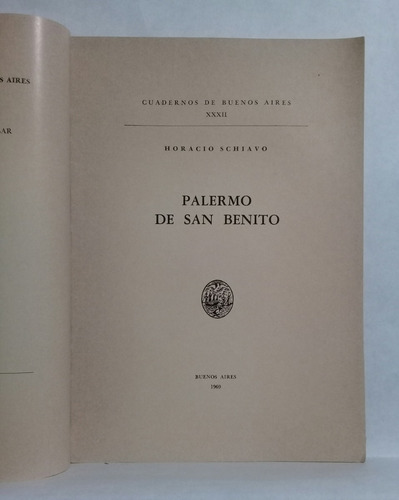 S AIRES
AR
CUADERNOS DE BUENOS AIRES
XXXII
HORACIO SCHIAVO
PALERMO
DE SAN BENITO
BUENOS AIRES
1969